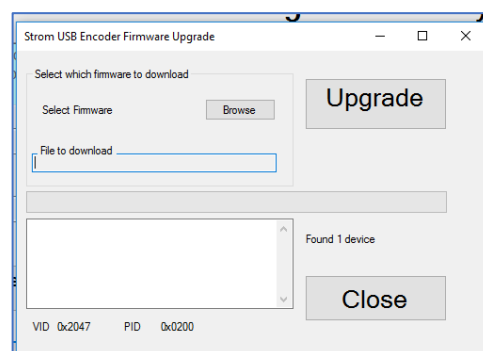 Strom USB Encoder Firmware Upgrade
Select which firmware to download
Select Firmware
Browse
Upgrade
File to download
Found 1 device
Close
VID 0x2047 PID 0x0200